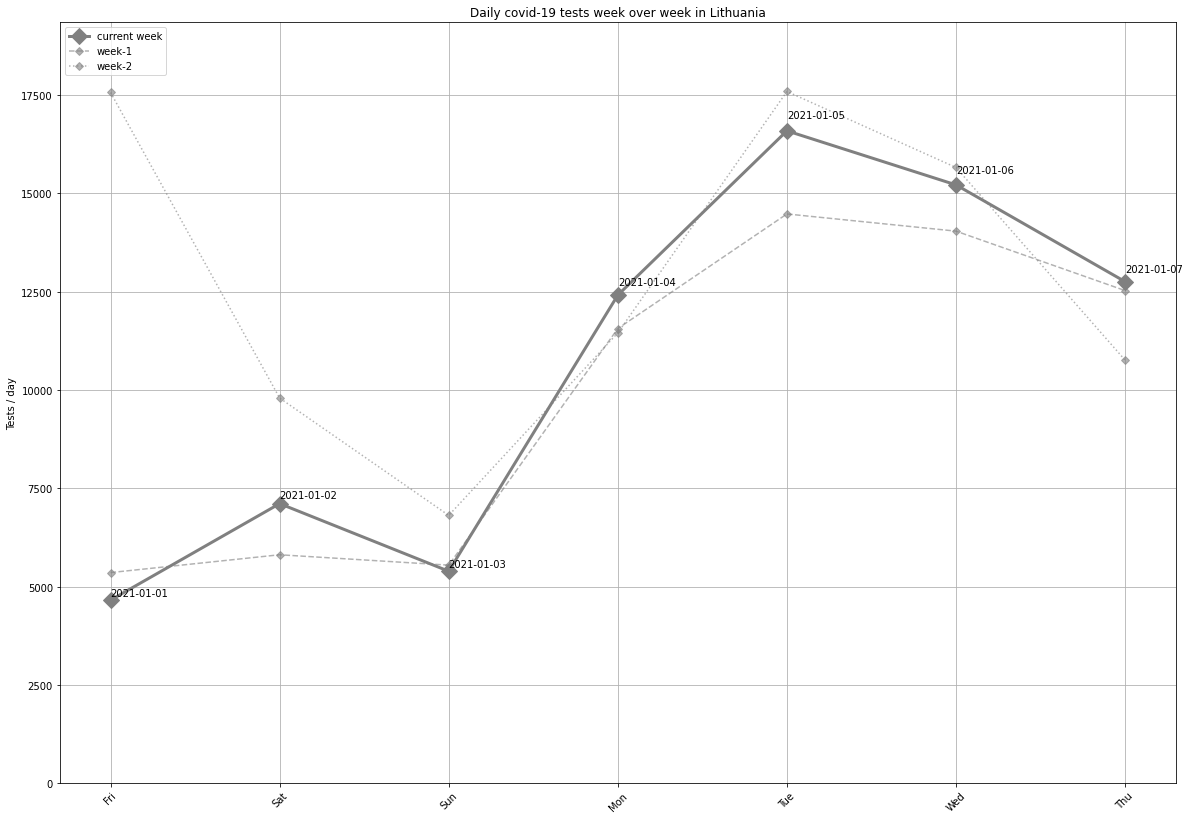 Daily covid-19 tests week over week in Lithuania
current week
week-1
week-2
17500
15000
12500
10000
7500
5000
2500
0
Tests / day
2021-01-01
2021-01-02
2021-01-03
2021-01-04
2021-01-05
2021-01-06
2021-01-07
Fri
Sat
Sun
Mon
Tue
Wed
Thu